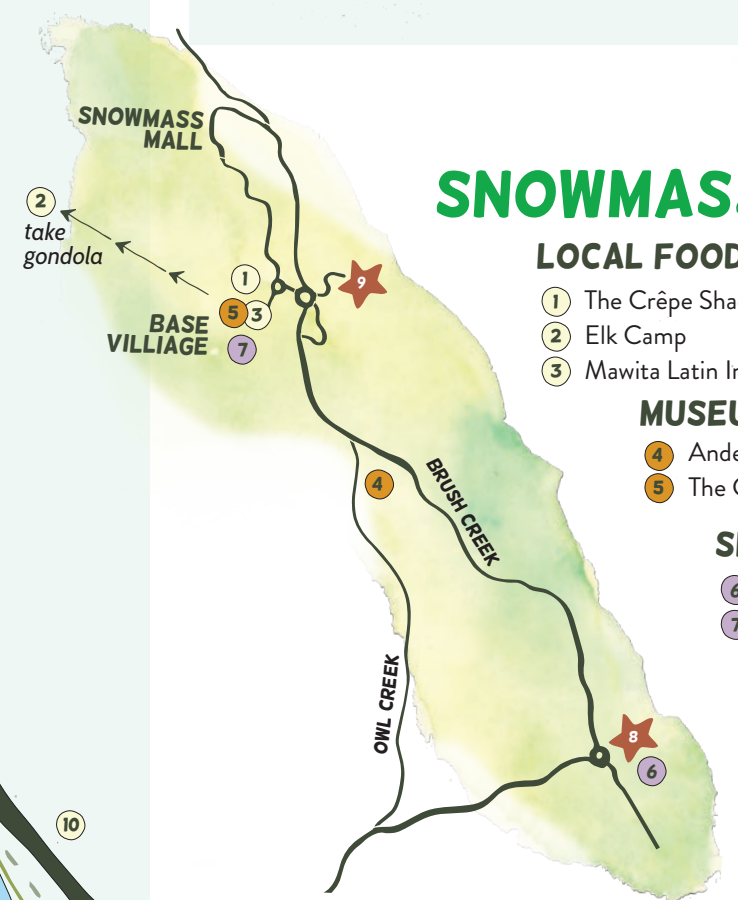 SNOWMASS
MALL
2
take
gondola
1
5
3
BASE
VILLIAGE
7
9
4
BRUSH CREEK
OWL CREEK
8
6
10
SNOWMAS
LOCAL FOOD
1 The Crêpe Sha
2 Elk Camp
3 Mawita Latin In
MUSEU
4 Ande
5 The
6
7